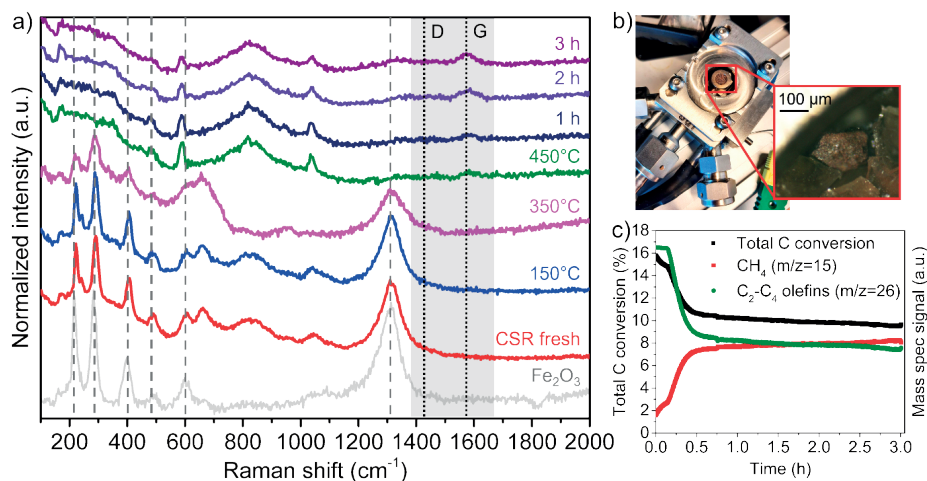 a)
Normalized intensity (a.u.)
D
G
3 h
2 h
1 h
450°C
350°C
150°C
CSR fresh
Fe₂O₃
200 400 600 800 1000 1200 1400 1600 1800 2000
Raman shift (cm⁻¹)
b)
100 µm
c)
Total C conversion
CH₄ (m/z=15)
C₂-C₄ olefins (m/z=26)
Total C conversion (%)
18
16
14
12
10
8
6
4
2
0
0.0 0.5 1.0 1.5 2.0 2.5 3.0
Time (h)
Mass spec signal (a.u.)